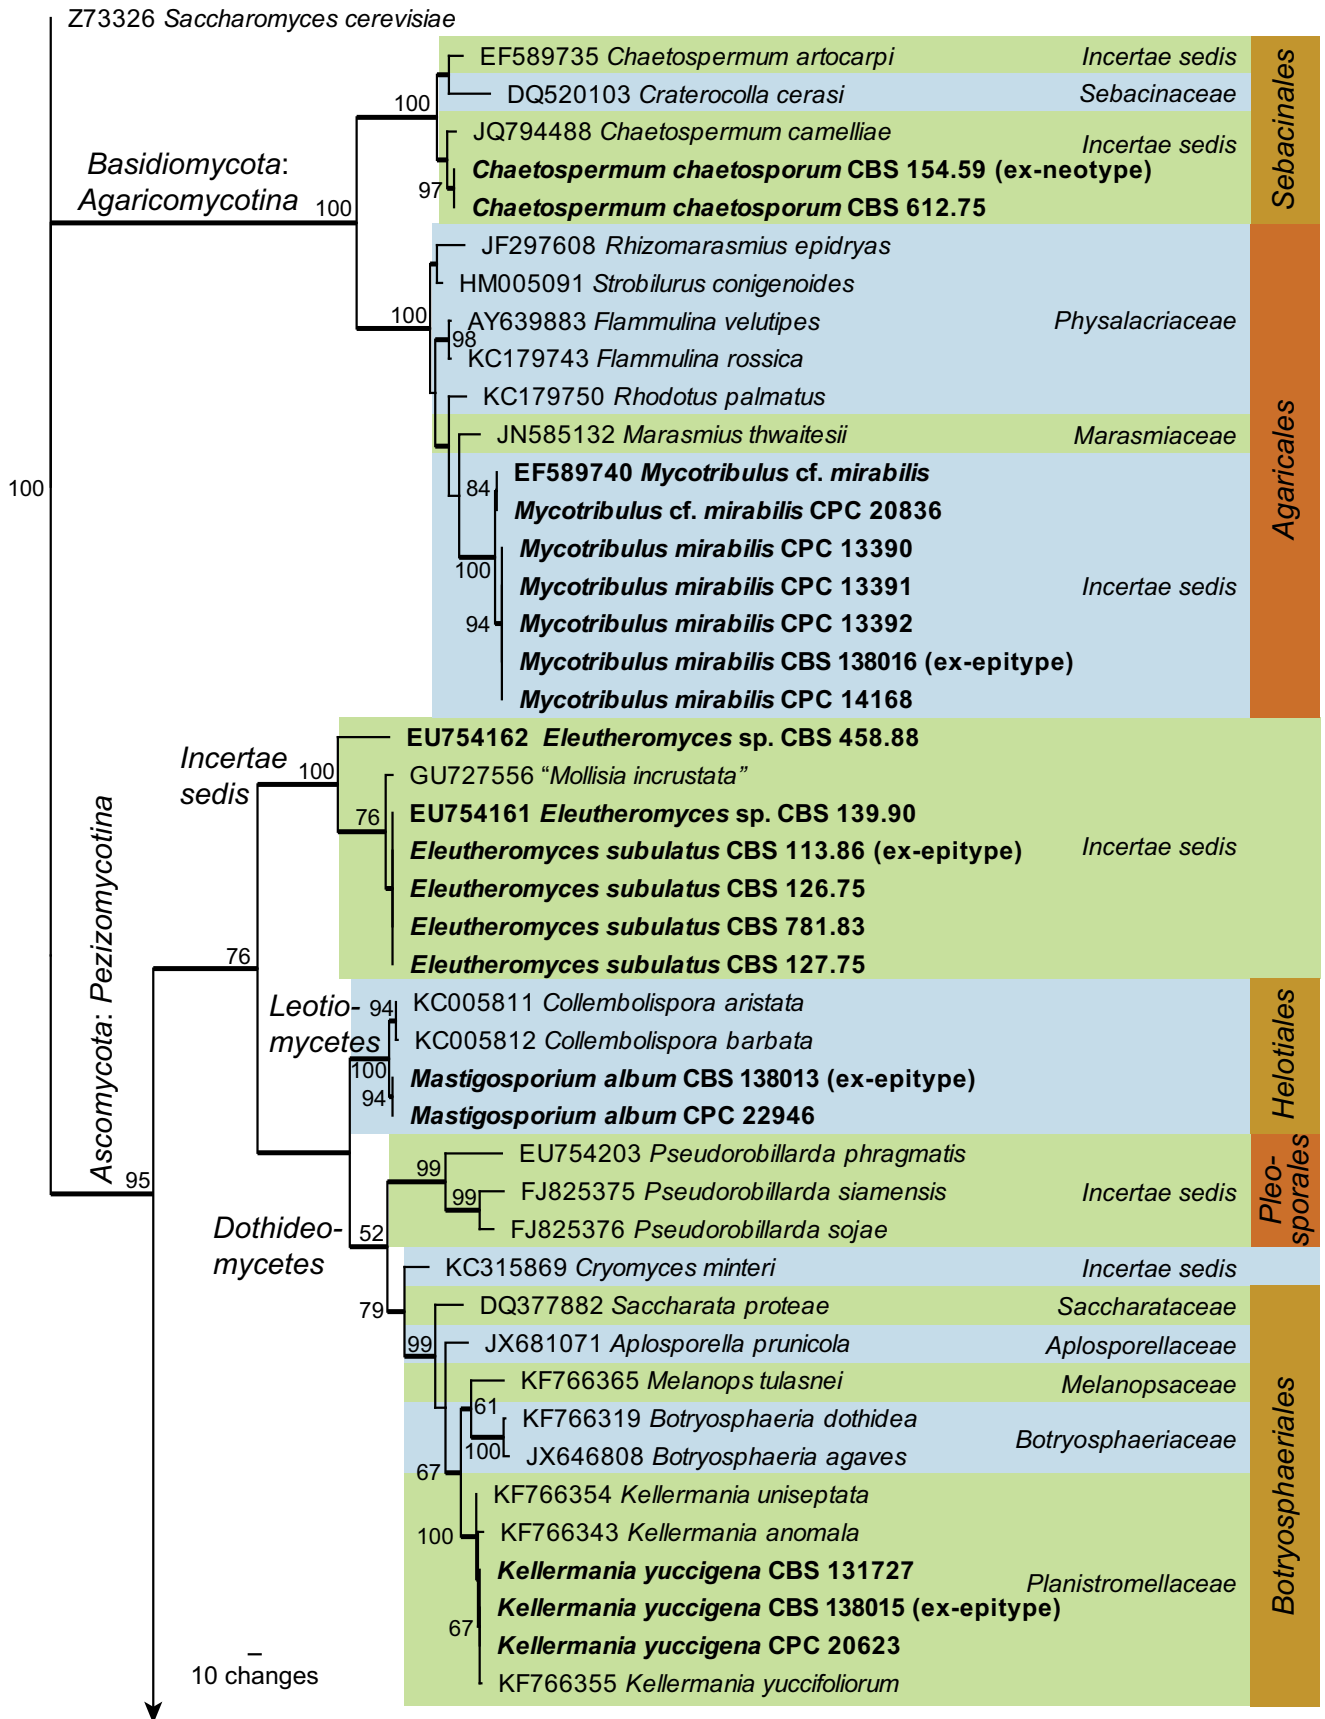 Z73326 Saccharomyces cerevisiae
EF589735 Chaetospermum artocarpi Incertae sedis
DQ520103 Craterocolla cerasi Sebacinaceae
100
JQ794488 Chaetospermum camelliae
Incertae sedis
Chaetospermum chaetosporum CBS 154.59 (ex-neotype)
97
Chaetospermum chaetosporum CBS 612.75
Sebacinales
Basidiomycota:
Agaricomycotina
100
JF297608 Rhizomarasmius epidryas
HM005091 Strobilurus conigenoides
100
AY639883 Flammulina velutipes Physalacriaceae
98
KC179743 Flammulina rossica
KC179750 Rhodotus palmatus
JN585132 Marasmius thwaitesii Marasmiaceae
EF589740 Mycotribulus cf. mirabilis
84
100
Mycotribulus cf. mirabilis CPC 20836
Mycotribulus mirabilis CPC 13390
100
Mycotribulus mirabilis CPC 13391 Incertae sedis
Mycotribulus mirabilis CPC 13392
94
Mycotribulus mirabilis CBS 138016 (ex-epitype)
Mycotribulus mirabilis CPC 14168
Agaricales
EU754162 Eleutheromyces sp. CBS 458.88
Incertae
sedis
100
GU727556 “Mollisia incrustata”
76
EU754161 Eleutheromyces sp. CBS 139.90
Eleutheromyces subulatus CBS 113.86 (ex-epitype) Incertae sedis
Eleutheromyces subulatus CBS 126.75
Eleutheromyces subulatus CBS 781.83
Eleutheromyces subulatus CBS 127.75
Ascomycota: Pezizomycotina
76
95
Leotio-
mycetes
94
KC005811 Collembolispora aristata
KC005812 Collembolispora barbata
100
Mastigosporium album CBS 138013 (ex-epitype)
94
Mastigosporium album CPC 22946
Helotiales
EU754203 Pseudorobillarda phragmatis
99
99
FJ825375 Pseudorobillarda siamensis Incertae sedis
FJ825376 Pseudorobillarda sojae
Pleo-
sporales
Dothideo-
mycetes
52
KC315869 Cryomyces minteri Incertae sedis
79
DQ377882 Saccharata proteae Saccharataceae
99
JX681071 Aplosporella prunicola Aplosporellaceae
KF766365 Melanops tulasnei Melanopsaceae
61
KF766319 Botryosphaeria dothidea
Botryosphaeriaceae
100
JX646808 Botryosphaeria agaves
67
KF766354 Kellermania uniseptata
100
KF766343 Kellermania anomala
Kellermania yuccigena CBS 131727
Planistromellaceae
Kellermania yuccigena CBS 138015 (ex-epitype)
67
Kellermania yuccigena CPC 20623
KF766355 Kellermania yuccifoliorum
Botryosphaeriales
10 changes